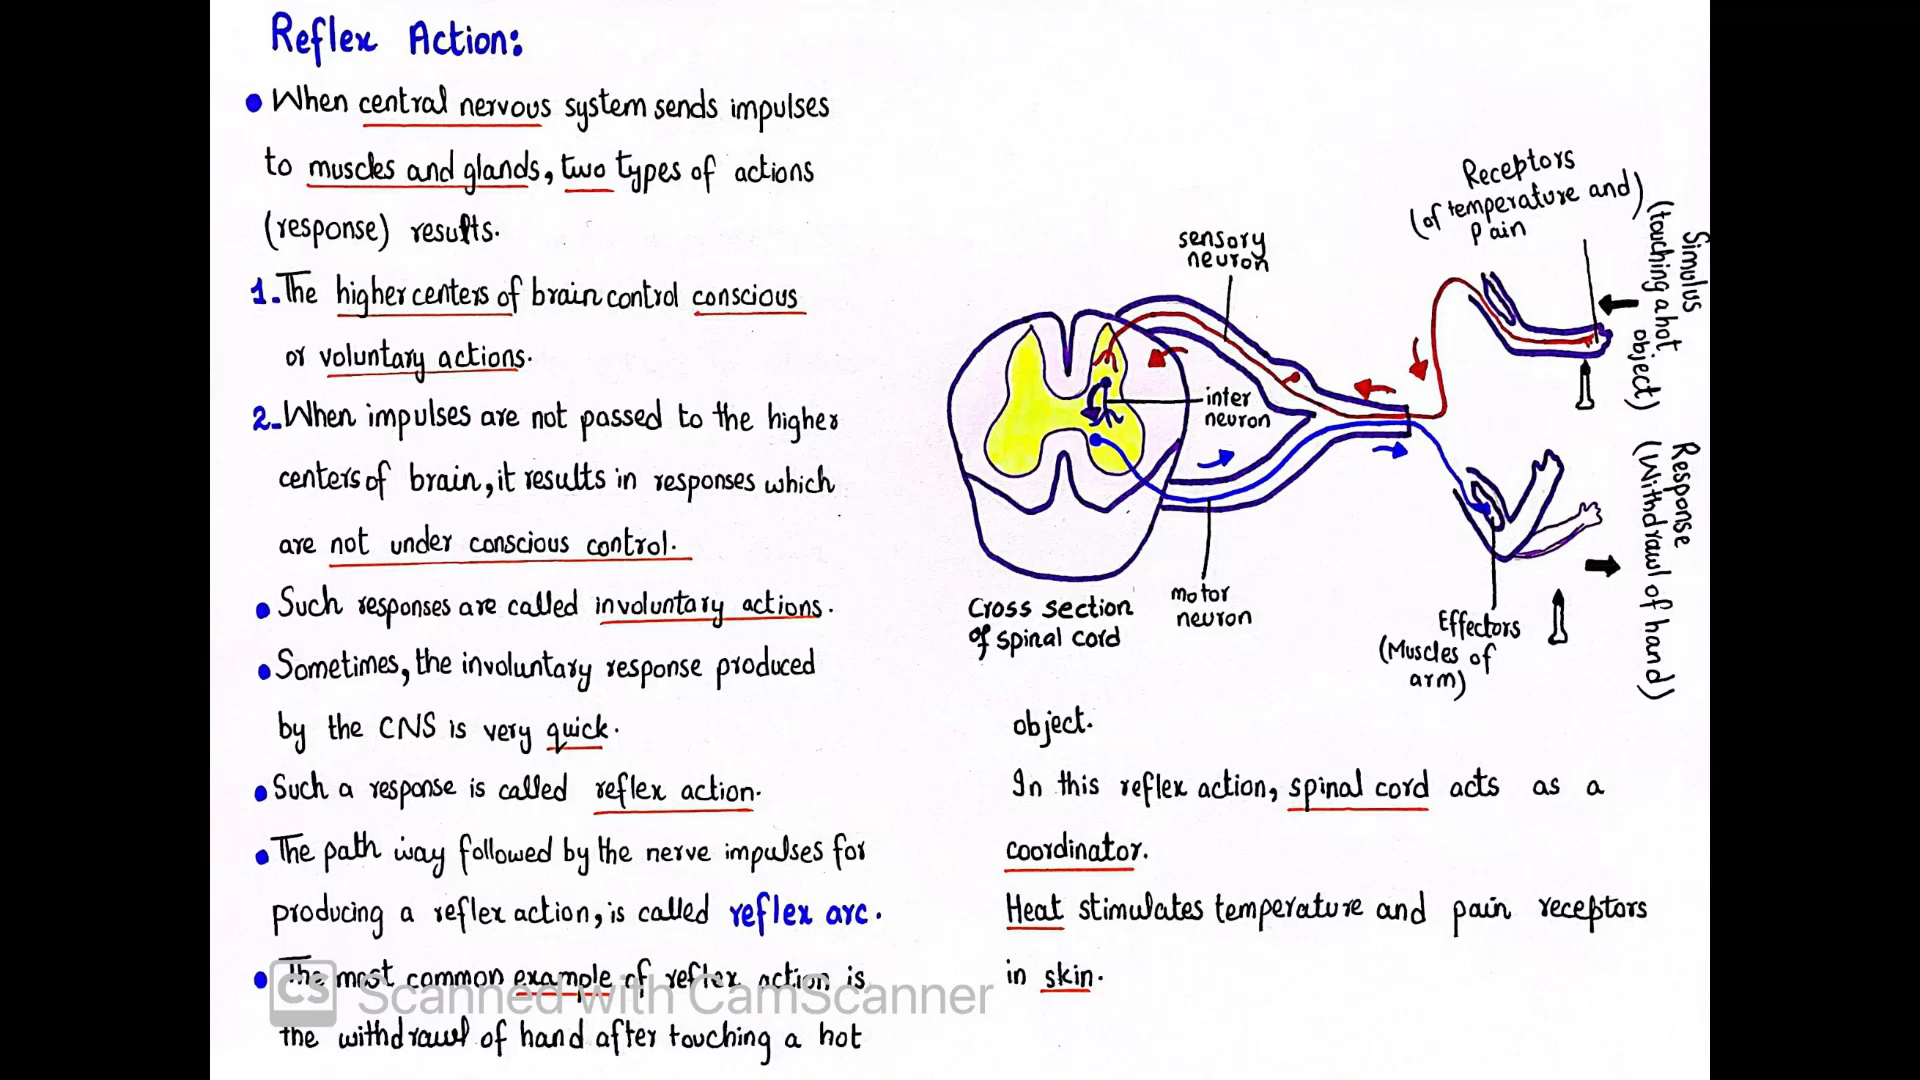 Reflex Action:
• When central nervous system sends impulses
to muscles and glands, two types of actions
(response) results.
1. The higher centers of brain control conscious
or voluntary actions.
2. When impulses are not passed to the higher
centers of brain, it results in responses which
are not under conscious control.
• Such responses are called involuntary actions.
• Sometimes, the involuntary response produced
by the CNS is very quick.
• Such a response is called reflex action.
• The path way followed by the nerve impulses for
producing a reflex action, is called reflex arc.
• The most common example of reflex action is
the withdrawl of hand after touching a hot
CS Scanned with CamScanner
sensory
neuron
Receptors
(of temperature and)
pain
Simulus
(touching a hot
object)
inter
neuron
motor
neuron
Cross section
of spinal cord
Effectors
(Muscles of
arm)
Response
(Withdrawl of hand)
object.
In this reflex action, spinal cord acts as a
coordinator.
Heat stimulates temperature and pain receptors
in skin.